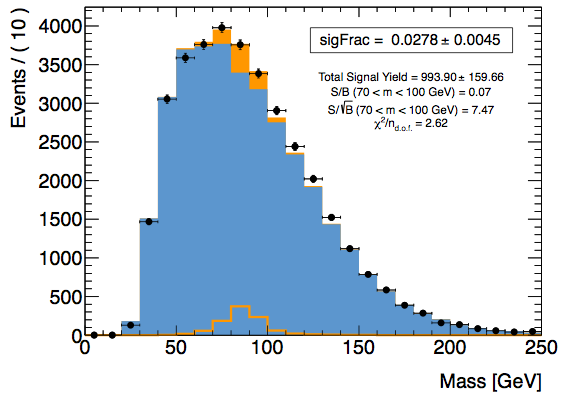 sigFrac = 0.0278 ± 0.0045
Total Signal Yield = 993.90± 159.66
S/B (70 < m < 100 GeV) = 0.07
S/√B (70 < m < 100 GeV) = 7.47
χ²/n_d.o.f. = 2.62
Events / ( 10 )
4000
3500
3000
2500
2000
1500
1000
500
0
0 50 100 150 200 250
Mass [GeV]